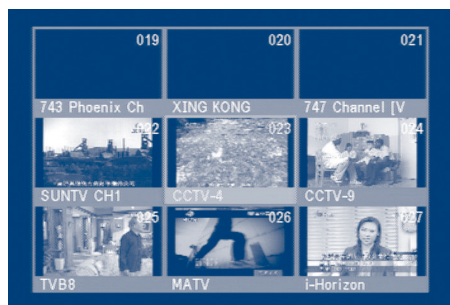 019 020 021
743 Phoenix Ch XING KONG 747 Channel [V
022 023 024
SUNTV CH1 CCTV-4 CCTV-9
025 026 027
TVB8 MATV i-Horizon